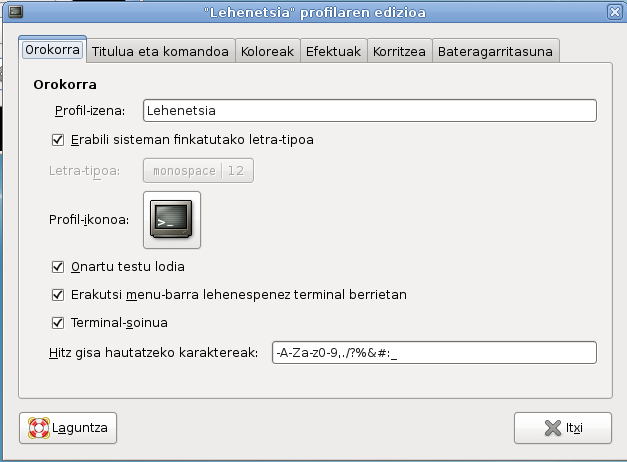 "Lehenetsia" profilaren edizioa
Orokorra Titulua eta komandoa Koloreak Efektuak Korritzea Bateragarritasuna
Orokorra
Profil-izena: Lehenetsia
Erabili sisteman finkatutako letra-tipoa
Letra-tipoa: monospace 12
Profil-ikonoa: >_
Onartu testu lodia
Erakutsi menu-barra lehenespenez terminal berrietan
Terminal-soinua
Hitz gisa hautatzeko karaktereak: -A-Za-z0-9,./?%&#:_
Laguntza Itxi